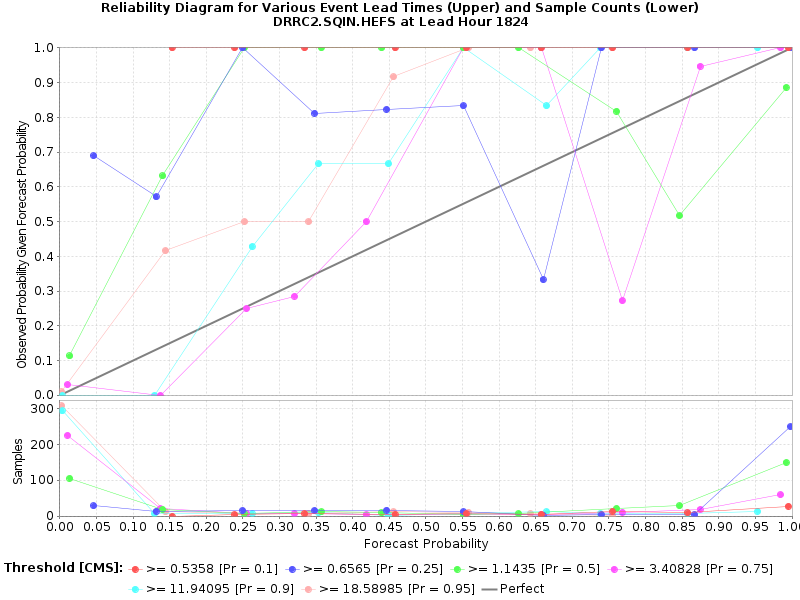 Reliability Diagram for Various Event Lead Times (Upper) and Sample Counts (Lower)
DRRC2.SQIN.HEFS at Lead Hour 1824
Observed Probability Given Forecast Probability
1.0
0.9
0.8
0.7
0.6
0.5
0.4
0.3
0.2
0.1
0.0
Samples
300
200
100
0
0.00 0.05 0.10 0.15 0.20 0.25 0.30 0.35 0.40 0.45 0.50 0.55 0.60 0.65 0.70 0.75 0.80 0.85 0.90 0.95 1.00
Forecast Probability
Threshold [CMS]: >= 0.5358 [Pr = 0.1] >= 0.6565 [Pr = 0.25] >= 1.1435 [Pr = 0.5] >= 3.40828 [Pr = 0.75]
>= 11.94095 [Pr = 0.9] >= 18.58985 [Pr = 0.95] Perfect